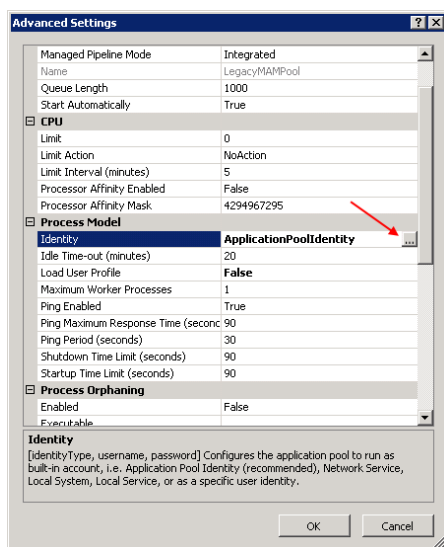 Advanced Settings
Managed Pipeline Mode Integrated
Name LegacyMAMPool
Queue Length 1000
Start Automatically True
CPU
Limit 0
Limit Action NoAction
Limit Interval (minutes) 5
Processor Affinity Enabled False
Processor Affinity Mask 4294967295
Process Model
Identity ApplicationPoolIdentity ...
Idle Time-out (minutes) 20
Load User Profile False
Maximum Worker Processes 1
Ping Enabled True
Ping Maximum Response Time (seconc 90
Ping Period (seconds) 30
Shutdown Time Limit (seconds) 90
Startup Time Limit (seconds) 90
Process Orphaning
Enabled False
Executable
Identity
[identityType, username, password] Configures the application pool to run as
built-in account, i.e. Application Pool Identity (recommended), Network Service,
Local System, Local Service, or as a specific user identity.
OK Cancel